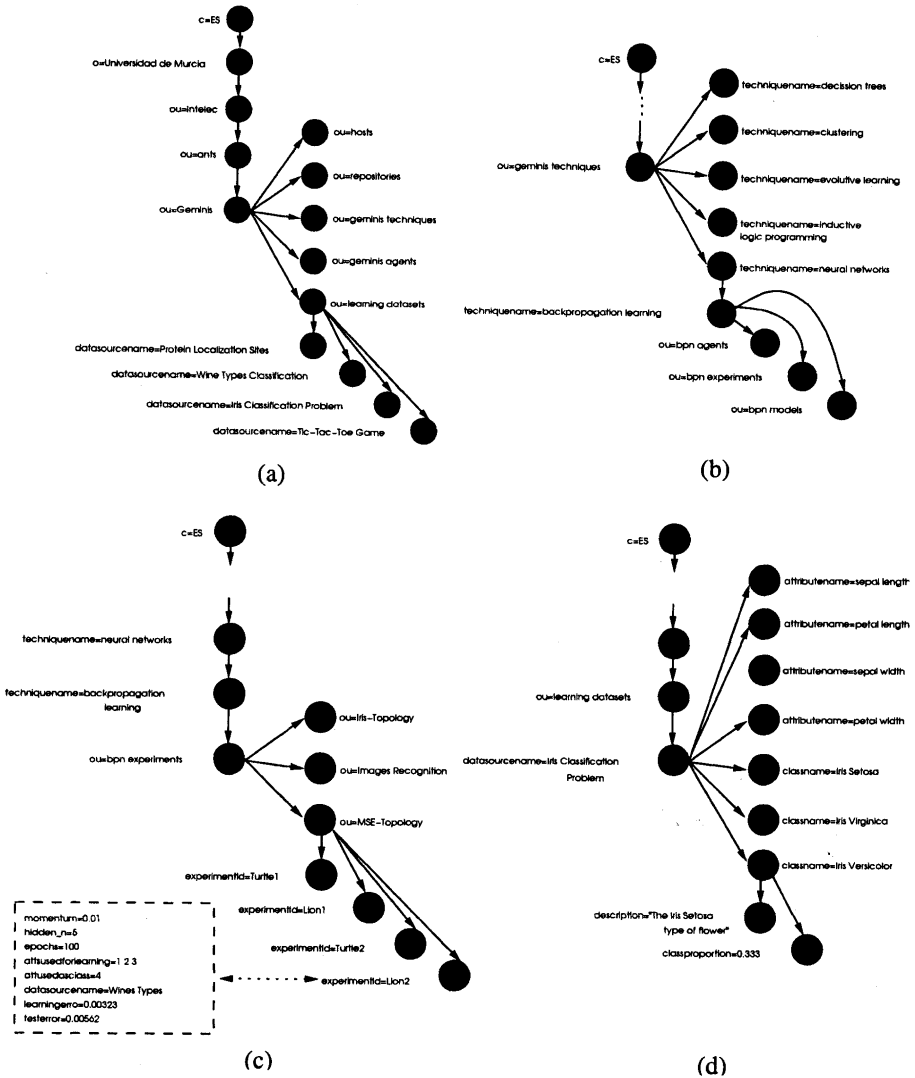 c=ES
o=Universidad de Murcia
ou=intelec
ou=ants
ou=Geminis
ou=hosts
ou=repositories
ou=geminis techniques
ou=geminis agents
ou=learning datasets
datasourcename=Protein Localization Sites
datasourcename=Wine Types Classification
datasourcename=Iris Classification Problem
datasourcename=Tic-Tac-Toe Game
(a)
c=ES
ou=geminis techniques
techniquename=decission trees
techniquename=clustering
techniquename=evolutive learning
techniquename=inductive
logic programming
techniquename=neural networks
techniquename=backpropagation learning
ou=bpn agents
ou=bpn experiments
ou=bpn models
(b)
c=ES
techniquename=neural networks
techniquename=backpropagation
learning
ou=bpn experiments
ou=Iris-Topology
ou=Images Recognition
ou=MSE-Topology
experimentid=Turtle1
experimentid=Lion1
experimentid=Turtle2
experimentid=Lion2
momentum=0.01
hidden_n=6
epochs=100
attsusedforlearning=1 2 3
attusedasclass=4
datasourcename=Wines Types
learningerro=0.00323
testerror=0.00562
(c)
c=ES
ou=learning datasets
datasourcename=Iris Classification
Problem
attributename=sepal length
attributename=petal length
attributename=sepal width
attributename=petal width
classname=Iris Setosa
classname=Iris Virginica
classname=Iris Versicolor
description="The Iris Setosa
type of flower"
classproportion=0.333
(d)